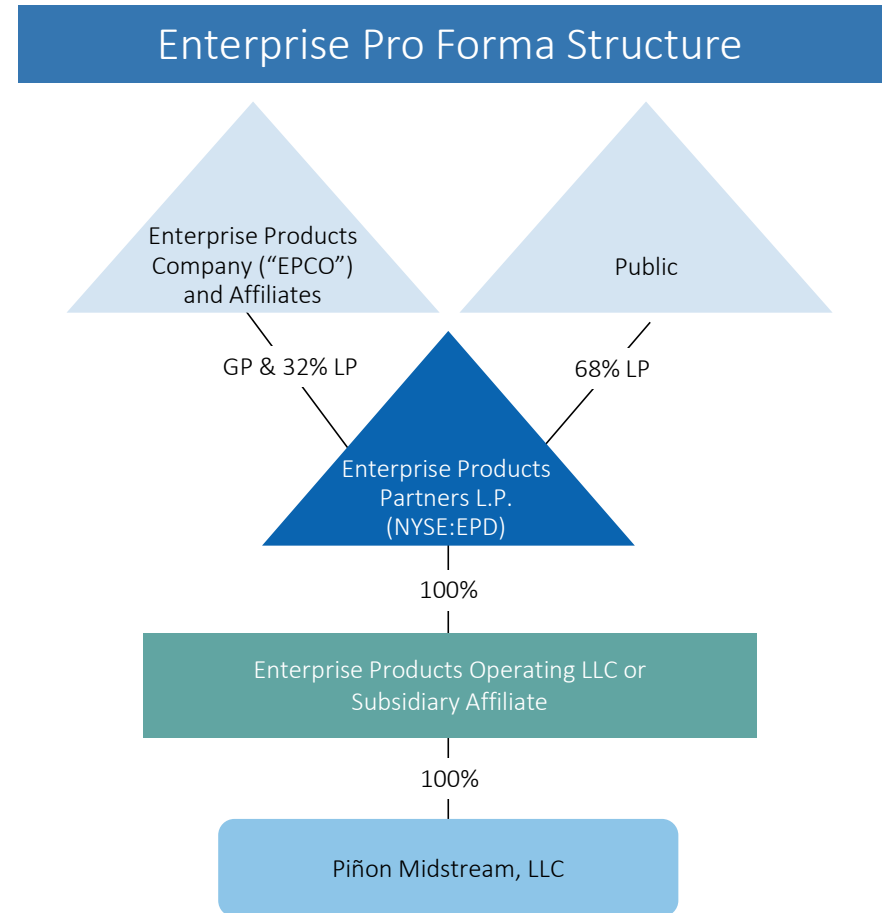 Enterprise Pro Forma Structure
Enterprise Products
Company (“EPCO”)
and Affiliates
Public
GP & 32% LP
68% LP
Enterprise Products
Partners L.P.
(NYSE:EPD)
100%
Enterprise Products Operating LLC or
Subsidiary Affiliate
100%
Piñon Midstream, LLC